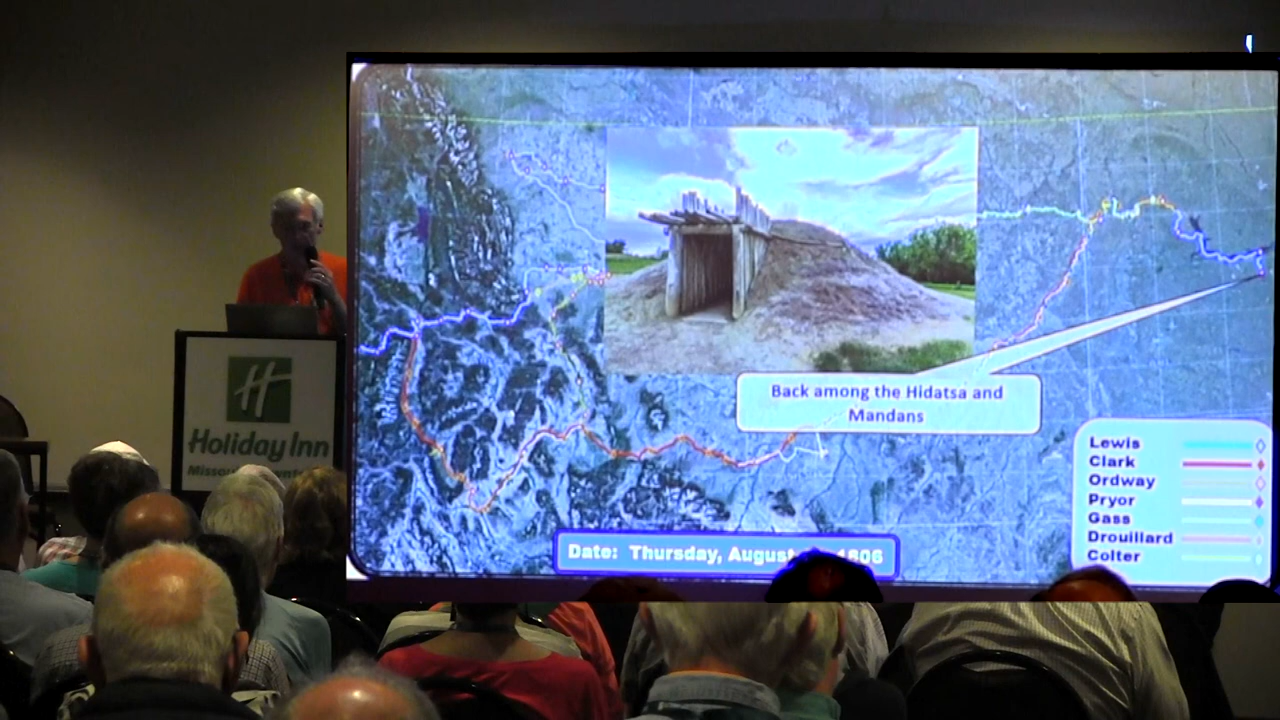 Back among the Hidatsa and
Mandans
Lewis
Clark
Ordway
Pryor
Gass
Drouillard
Colter
Date: Thursday, August 1806
H
Holiday Inn